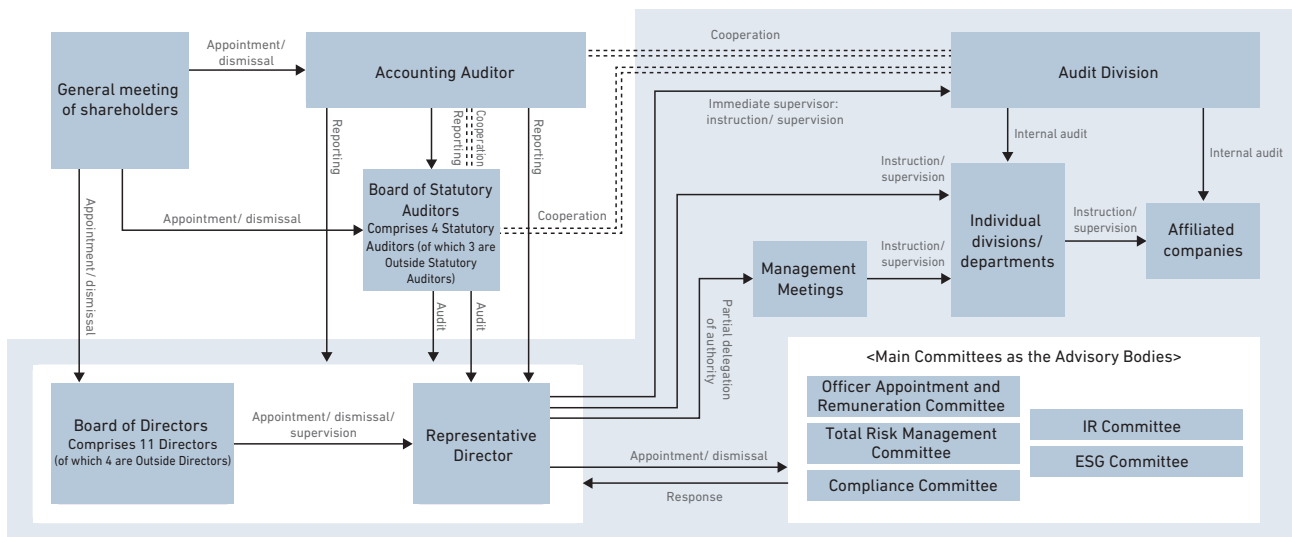 General meeting
of shareholders
Appointment/
dismissal
Accounting Auditor
Cooperation
Audit Division
Immediate supervisor:
instruction/ supervision
Reporting
Reporting
Cooperation
Reporting
Internal audit
Internal audit
Appointment/ dismissal
Appointment/ dismissal
Board of Statutory
Auditors
Comprises 4 Statutory
Auditors (of which 3 are
Outside Statutory
Auditors)
Cooperation
Instruction/
supervision
Individual
divisions/
departments
Instruction/
supervision
Affiliated
companies
Management
Meetings
Instruction/
supervision
Audit
Audit
Partial delegation
of authority
Board of Directors
Comprises 11 Directors
(of which 4 are Outside Directors)
Appointment/ dismissal/
supervision
Representative
Director
Appointment/ dismissal
Response
<Main Committees as the Advisory Bodies>
Officer Appointment and
Remuneration Committee
Total Risk Management
Committee
Compliance Committee
IR Committee
ESG Committee